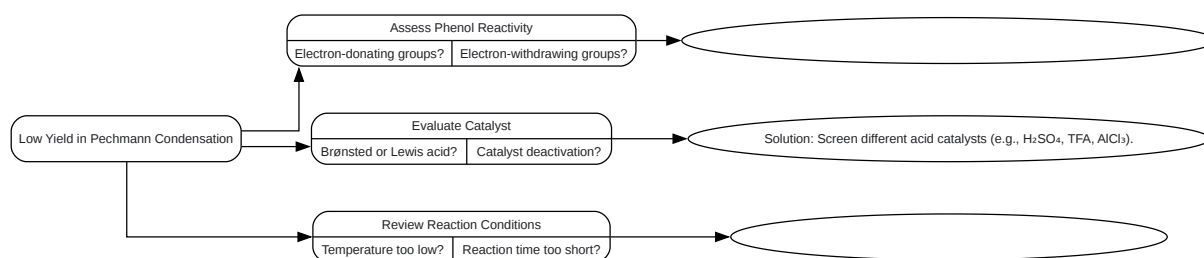 Assess Phenol Reactivity
Electron-donating groups? Electron-withdrawing groups?
Low Yield in Pechmann Condensation
Evaluate Catalyst
Brønsted or Lewis acid? Catalyst deactivation?
Solution: Screen different acid catalysts (e.g., H₂SO₄, TFA, AlCl₃).
Review Reaction Conditions
Temperature too low? Reaction time too short?